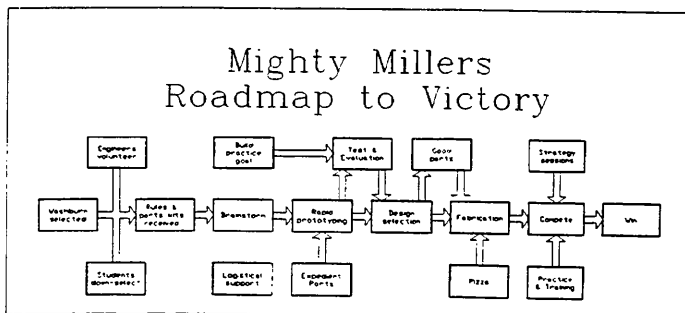 Mighty Millers
Roadmap to Victory
Engineers
volunteer
Build
practice
goal
Test &
Evaluation
Good
parts
Strategy
sessions
Washburn
selected
Rules &
parts kits
received
Brainstorm
Rapid
prototyping
Design
selection
Fabrication
Compete
Win
Students
down-select
Logistical
support
Expedient
Parts
Pizza
Practice
& Training